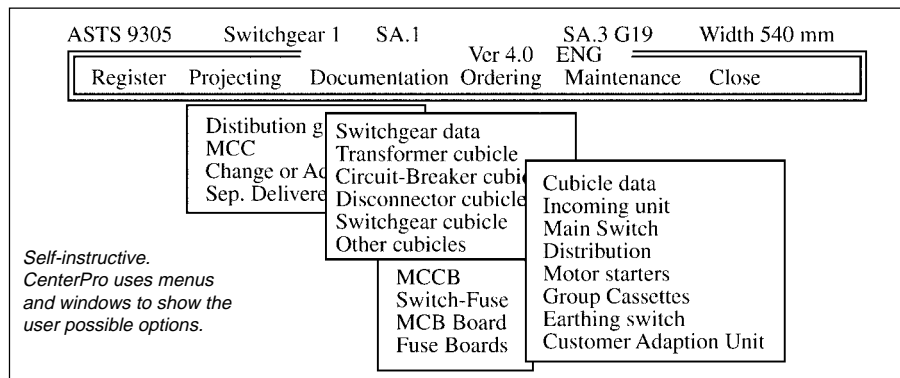 ASTS 9305 Switchgear 1 SA.1 SA.3 G19 Width 540 mm
Ver 4.0 ENG
Register Projecting Documentation Ordering Maintenance Close
Distibution g
MCC
Change or Ad
Sep. Delivere
Switchgear data
Transformer cubicle
Circuit-Breaker cubi
Disconnector cubicle
Switchgear cubicle
Other cubicles
MCCB
Switch-Fuse
MCB Board
Fuse Boards
Cubicle data
Incoming unit
Main Switch
Distribution
Motor starters
Group Cassettes
Earthing switch
Customer Adaption Unit
Self-instructive.
CenterPro uses menus
and windows to show the
user possible options.